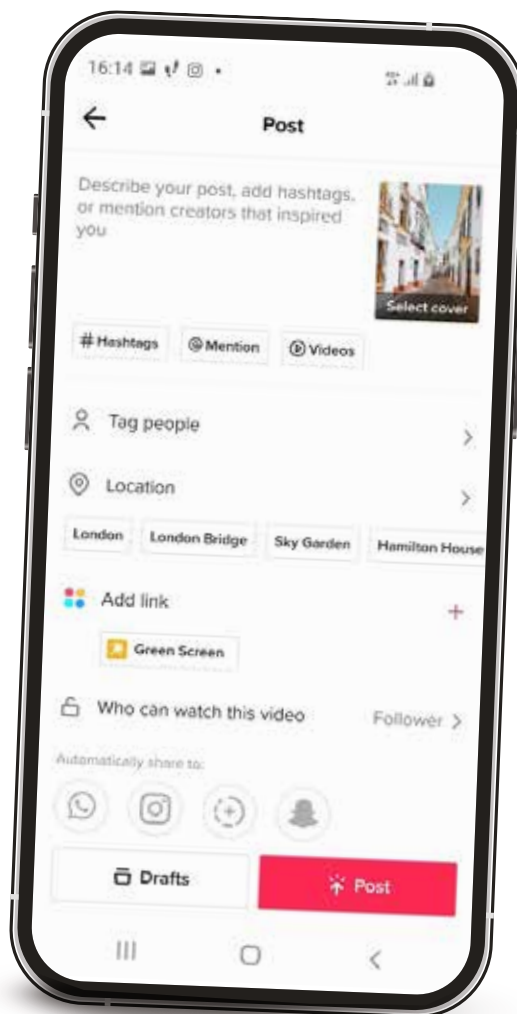 16:14
Post
Describe your post, add hashtags,
or mention creators that inspired
you
Select cover
# Hashtags
@ Mention
Videos
Tag people
Location
London
London Bridge
Sky Garden
Hamilton House
Add link
Green Screen
Who can watch this video
Follower
Automatically share to:
Drafts
Post